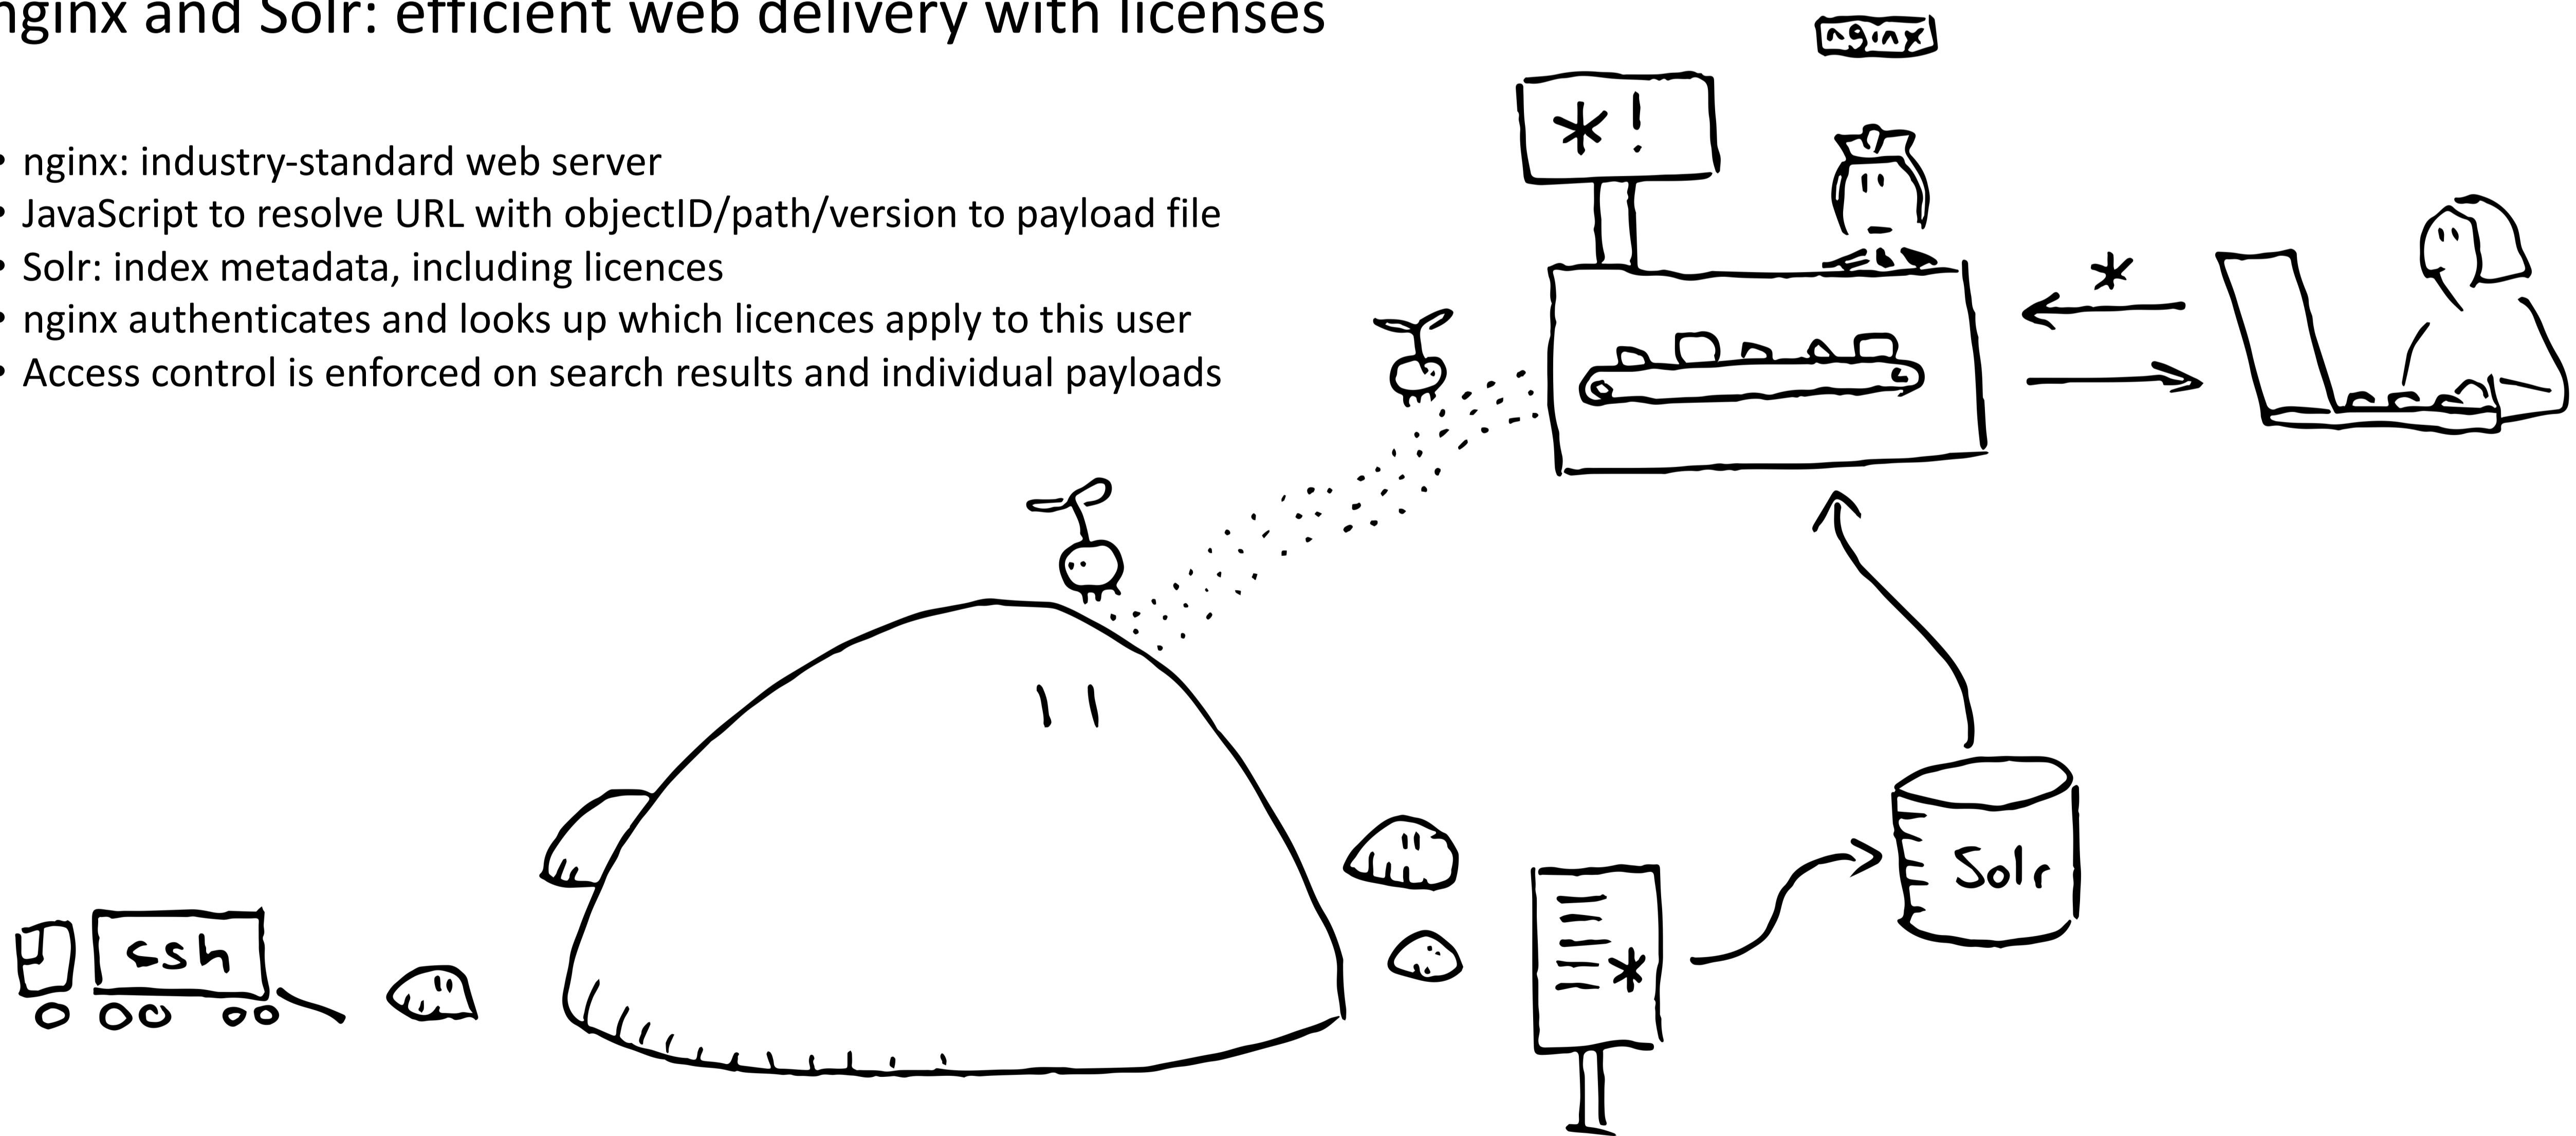 nginx and Solr: efficient web delivery with licenses
• nginx: industry-standard web server
• JavaScript to resolve URL with objectID/path/version to payload file
• Solr: index metadata, including licences
• nginx authenticates and looks up which licences apply to this user
• Access control is enforced on search results and individual payloads
nginx
*!
*
csh
*
Solr